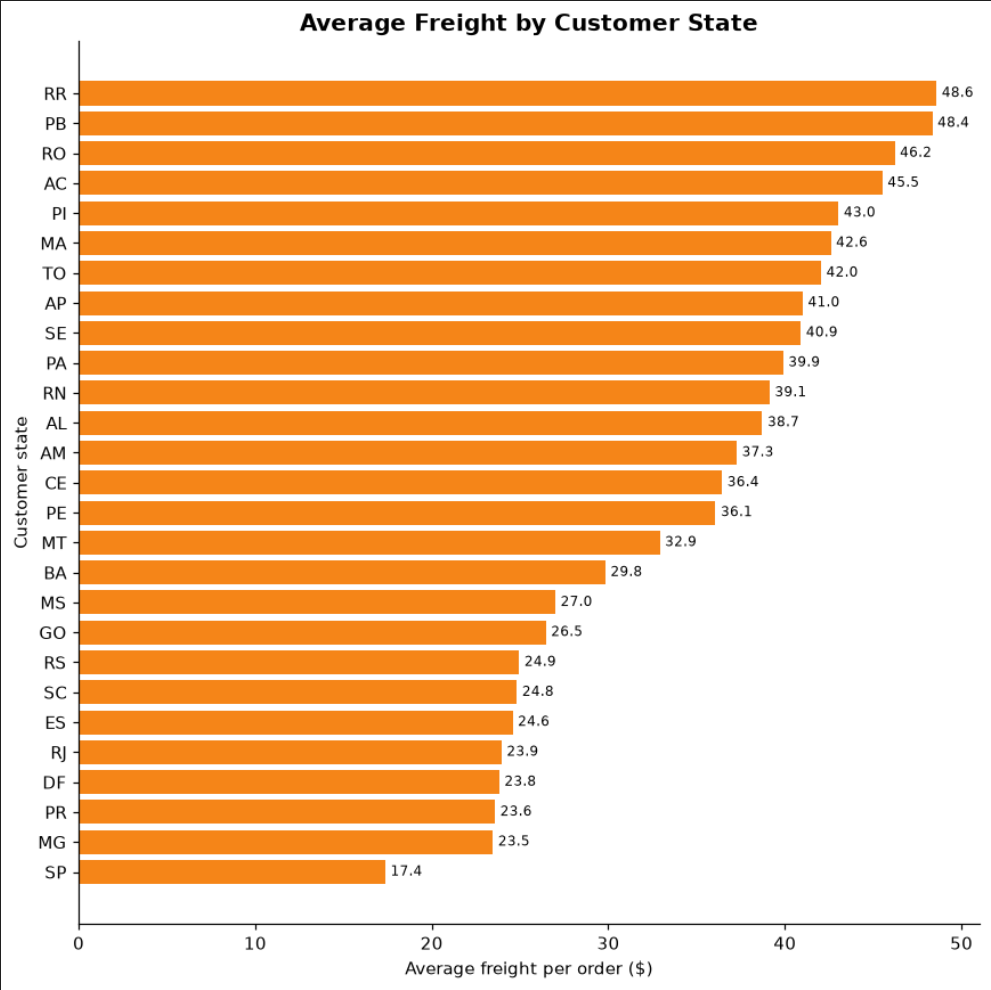 Average Freight by Customer State
RR 48.6
PB 48.4
RO 46.2
AC 45.5
PI 43.0
MA 42.6
TO 42.0
AP 41.0
SE 40.9
PA 39.9
RN 39.1
AL 38.7
AM 37.3
CE 36.4
PE 36.1
MT 32.9
BA 29.8
MS 27.0
GO 26.5
RS 24.9
SC 24.8
ES 24.6
RJ 23.9
DF 23.8
PR 23.6
MG 23.5
SP 17.4
Customer state
0 10 20 30 40 50
Average freight per order ($)